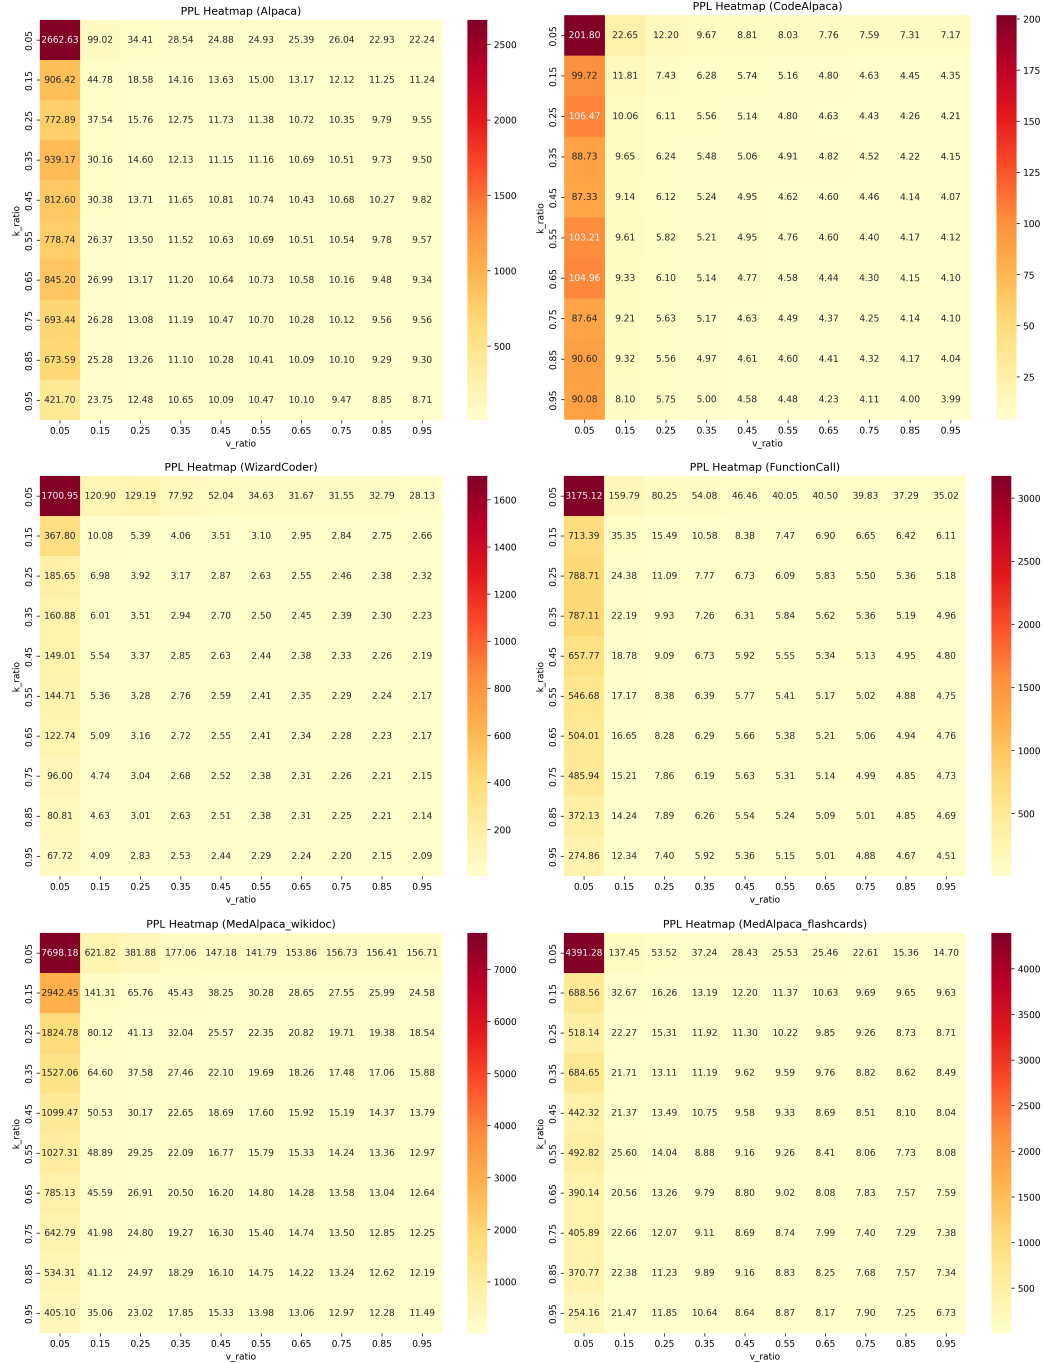 PPL Heatmap (Alpaca)
0.05 2662.63 99.02 34.41 28.54 24.88 24.93 25.39 26.04 22.93 22.24
0.15 906.42 44.78 18.58 14.16 13.63 15.00 13.17 12.12 11.25 11.24
0.25 772.89 37.54 15.76 12.75 11.73 11.38 10.72 10.35 9.79 9.55
0.35 939.17 30.16 14.60 12.13 11.15 11.16 10.69 10.51 9.73 9.50
0.45 812.60 30.38 13.71 11.65 10.81 10.74 10.43 10.68 10.27 9.82
0.55 778.74 26.37 13.50 11.52 10.63 10.69 10.51 10.54 9.78 9.57
0.65 845.20 26.99 13.17 11.20 10.64 10.73 10.58 10.16 9.48 9.34
0.75 693.44 26.28 13.08 11.19 10.47 10.70 10.28 10.12 9.56 9.56
0.85 673.59 25.28 13.26 11.10 10.28 10.41 10.09 10.10 9.29 9.30
0.95 421.70 23.75 12.48 10.65 10.09 10.47 10.10 9.47 8.85 8.71
k_ratio
0.05 0.15 0.25 0.35 0.45 0.55 0.65 0.75 0.85 0.95
v_ratio
2500
2000
1500
1000
500
PPL Heatmap (CodeAlpaca)
0.05 201.80 22.65 12.20 9.67 8.81 8.03 7.76 7.59 7.31 7.17
0.15 99.72 11.81 7.43 6.28 5.74 5.16 4.80 4.63 4.45 4.35
0.25 106.47 10.06 6.11 5.56 5.14 4.80 4.63 4.43 4.26 4.21
0.35 88.73 9.65 6.24 5.48 5.06 4.91 4.82 4.52 4.22 4.15
0.45 87.33 9.14 6.12 5.24 4.95 4.62 4.60 4.46 4.14 4.07
0.55 103.21 9.61 5.82 5.21 4.95 4.76 4.60 4.40 4.17 4.12
0.65 104.96 9.33 6.10 5.14 4.77 4.58 4.44 4.30 4.15 4.10
0.75 87.64 9.21 5.63 5.17 4.63 4.49 4.37 4.25 4.14 4.10
0.85 90.60 9.32 5.56 4.97 4.61 4.60 4.41 4.32 4.17 4.04
0.95 90.08 8.10 5.75 5.00 4.58 4.48 4.23 4.11 4.00 3.99
k_ratio
0.05 0.15 0.25 0.35 0.45 0.55 0.65 0.75 0.85 0.95
v_ratio
200
175
150
125
100
75
50
25
PPL Heatmap (WizardCoder)
0.05 1700.95 120.90 129.19 77.92 52.04 34.63 31.67 31.55 32.79 28.13
0.15 367.80 10.08 5.39 4.06 3.51 3.10 2.95 2.84 2.75 2.66
0.25 185.65 6.98 3.92 3.17 2.87 2.63 2.55 2.46 2.38 2.32
0.35 160.88 6.01 3.51 2.94 2.70 2.50 2.45 2.39 2.30 2.23
0.45 149.01 5.54 3.37 2.85 2.63 2.44 2.38 2.33 2.26 2.19
0.55 144.71 5.36 3.28 2.76 2.59 2.41 2.35 2.29 2.24 2.17
0.65 122.74 5.09 3.16 2.72 2.55 2.41 2.34 2.28 2.23 2.17
0.75 96.00 4.74 3.04 2.68 2.52 2.38 2.31 2.26 2.21 2.15
0.85 80.81 4.63 3.01 2.63 2.51 2.38 2.31 2.25 2.21 2.14
0.95 67.72 4.09 2.83 2.53 2.44 2.29 2.24 2.20 2.15 2.09
k_ratio
0.05 0.15 0.25 0.35 0.45 0.55 0.65 0.75 0.85 0.95
v_ratio
1600
1400
1200
1000
800
600
400
200
PPL Heatmap (FunctionCall)
0.05 3175.12 159.79 80.25 54.08 46.46 40.05 40.50 39.83 37.29 35.02
0.15 713.39 35.35 15.49 10.58 8.38 7.47 6.90 6.65 6.42 6.11
0.25 788.71 24.38 11.09 7.77 6.73 6.09 5.83 5.50 5.36 5.18
0.35 787.11 22.19 9.93 7.26 6.31 5.84 5.62 5.36 5.19 4.96
0.45 657.77 18.78 9.09 6.73 5.92 5.55 5.34 5.13 4.95 4.80
0.55 546.68 17.17 8.38 6.39 5.77 5.41 5.17 5.02 4.88 4.75
0.65 504.01 16.65 8.28 6.29 5.66 5.38 5.21 5.06 4.94 4.76
0.75 485.94 15.21 7.86 6.19 5.63 5.31 5.14 4.99 4.85 4.73
0.85 372.13 14.24 7.89 6.26 5.54 5.24 5.09 5.01 4.85 4.69
0.95 274.86 12.34 7.40 5.92 5.36 5.15 5.01 4.88 4.67 4.51
k_ratio
0.05 0.15 0.25 0.35 0.45 0.55 0.65 0.75 0.85 0.95
v_ratio
3000
2500
2000
1500
1000
500
PPL Heatmap (MedAlpaca_wikidoc)
0.05 7698.18 621.82 381.88 177.06 147.18 141.79 153.86 156.73 156.41 156.71
0.15 2942.45 141.31 65.76 45.43 38.25 30.28 28.65 27.55 25.99 24.58
0.25 1824.78 80.12 41.13 32.04 25.57 22.35 20.82 19.71 19.38 18.54
0.35 1527.06 64.60 37.58 27.46 22.10 19.69 18.26 17.48 17.06 15.88
0.45 1099.47 50.53 30.17 22.65 18.69 17.60 15.92 15.19 14.37 13.79
0.55 1027.31 48.89 29.25 22.09 16.77 15.79 15.33 14.24 13.36 12.97
0.65 785.13 45.59 26.91 20.50 16.20 14.80 14.28 13.58 13.04 12.64
0.75 642.79 41.98 24.80 19.27 16.30 15.40 14.74 13.50 12.85 12.25
0.85 534.31 41.12 24.97 18.29 16.10 14.75 14.22 13.24 12.62 12.19
0.95 405.10 35.06 23.02 17.85 15.33 13.98 13.06 12.97 12.28 11.49
k_ratio
0.05 0.15 0.25 0.35 0.45 0.55 0.65 0.75 0.85 0.95
v_ratio
7000
6000
5000
4000
3000
2000
1000
PPL Heatmap (MedAlpaca_flashcards)
0.05 4391.28 137.45 53.52 37.24 28.43 25.53 25.46 22.61 15.36 14.70
0.15 688.56 32.67 16.26 13.19 12.20 11.37 10.63 9.69 9.65 9.63
0.25 518.14 22.27 15.31 11.92 11.30 10.22 9.85 9.26 8.73 8.71
0.35 684.65 21.71 13.11 11.19 9.62 9.59 9.76 8.82 8.62 8.49
0.45 442.32 21.37 13.49 10.75 9.58 9.33 8.69 8.51 8.10 8.04
0.55 492.82 25.60 14.04 8.88 9.16 9.26 8.41 8.06 7.73 8.08
0.65 390.14 20.56 13.26 9.79 8.80 9.02 8.08 7.83 7.57 7.59
0.75 405.89 22.66 12.07 9.11 8.69 8.74 7.99 7.40 7.29 7.38
0.85 370.77 22.38 11.23 9.89 9.16 8.83 8.25 7.68 7.57 7.34
0.95 254.16 21.47 11.85 10.64 8.64 8.87 8.17 7.90 7.25 6.73
k_ratio
0.05 0.15 0.25 0.35 0.45 0.55 0.65 0.75 0.85 0.95
v_ratio
4000
3500
3000
2500
2000
1500
1000
500